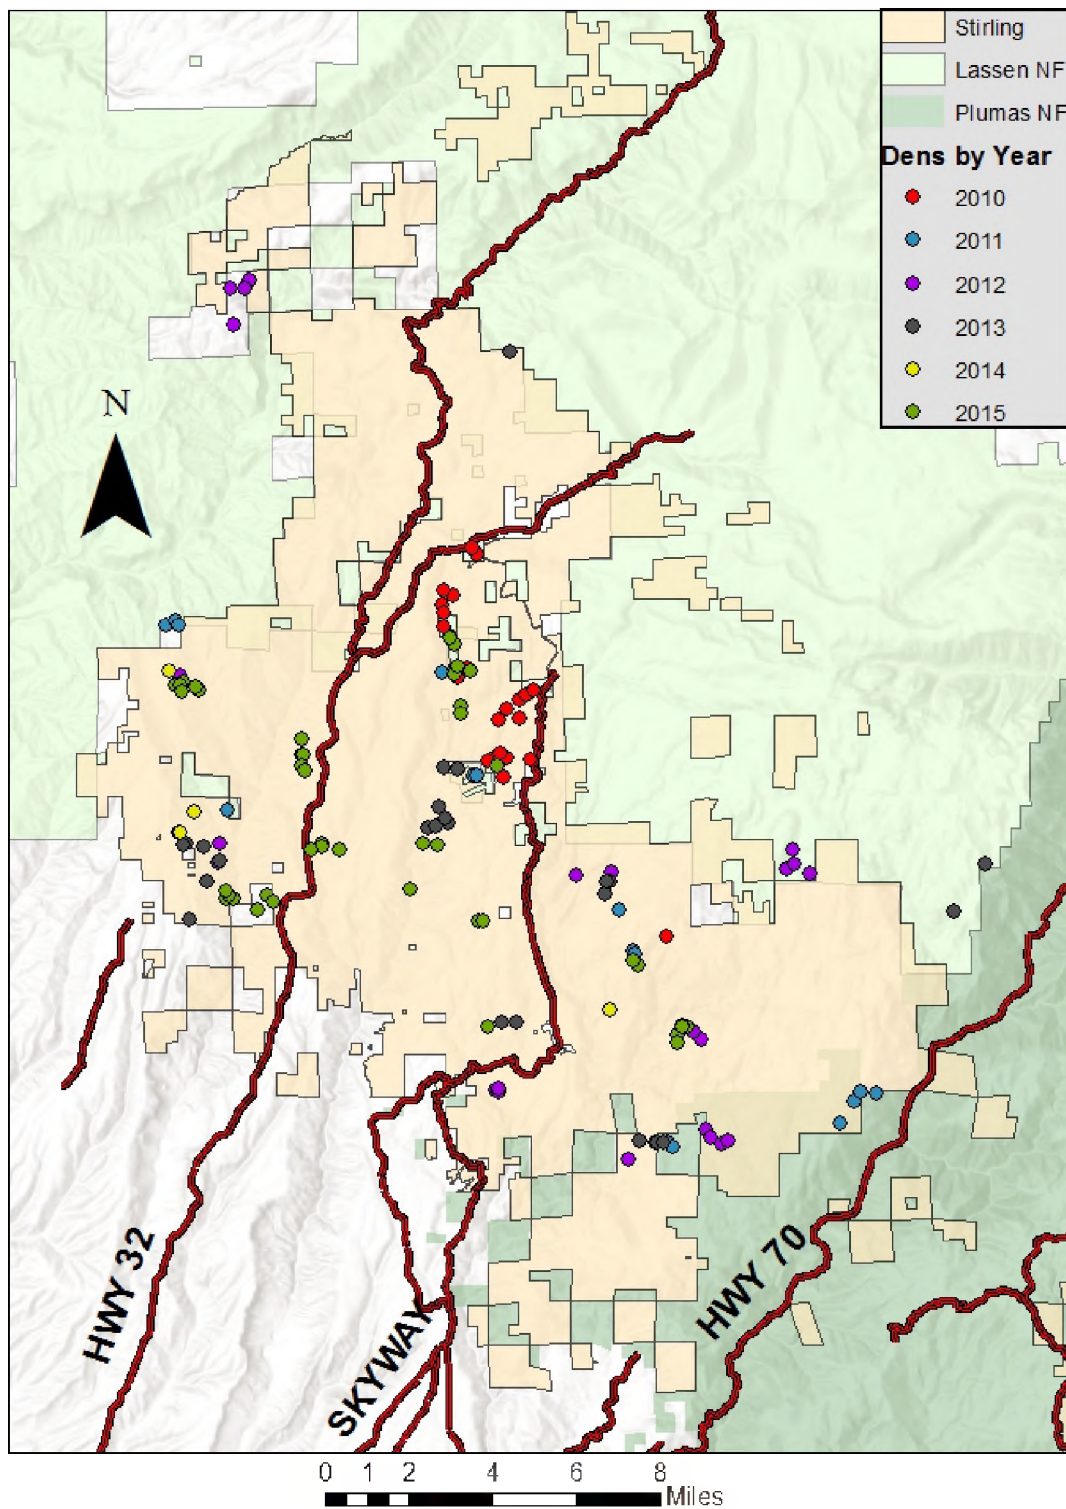 Stirling
Lassen NF
Plumas NF
Dens by Year
2010
2011
2012
2013
2014
2015
N
HWY 32
SKYWAY
HWY 70
0 1 2 4 6 8
Miles